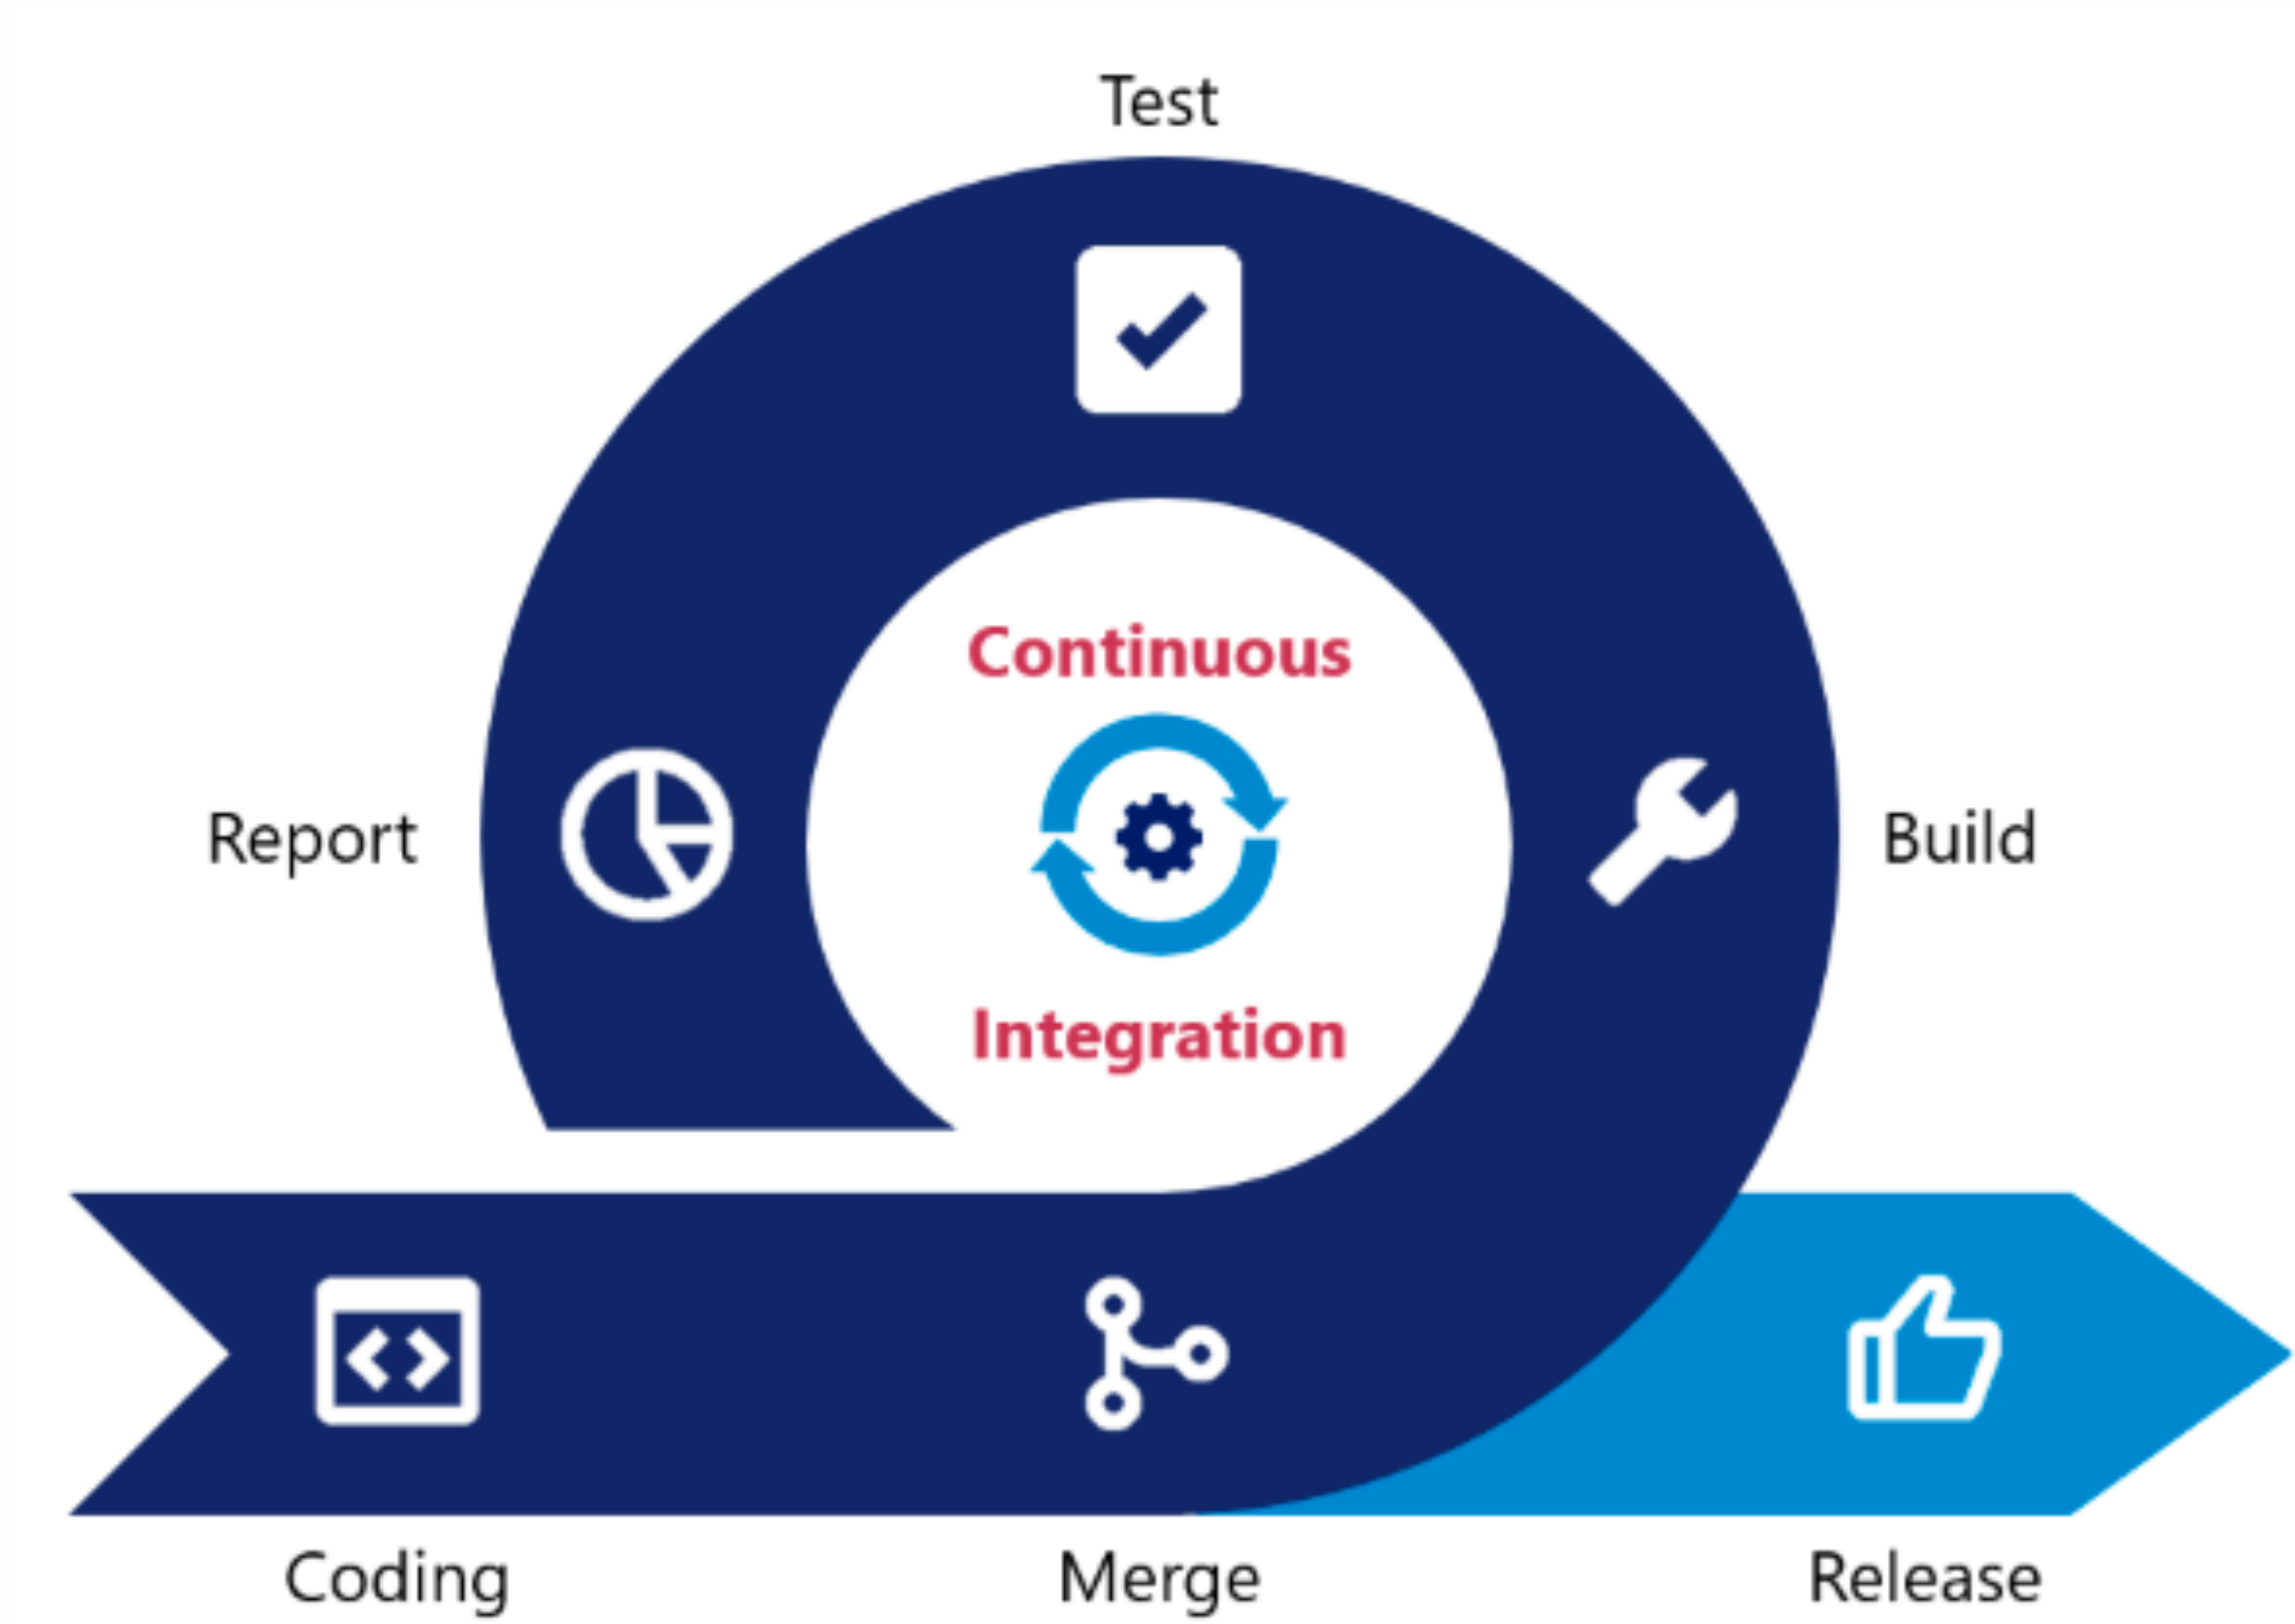 Test
Continuous
Report
Build
Integration
Coding
Merge
Release